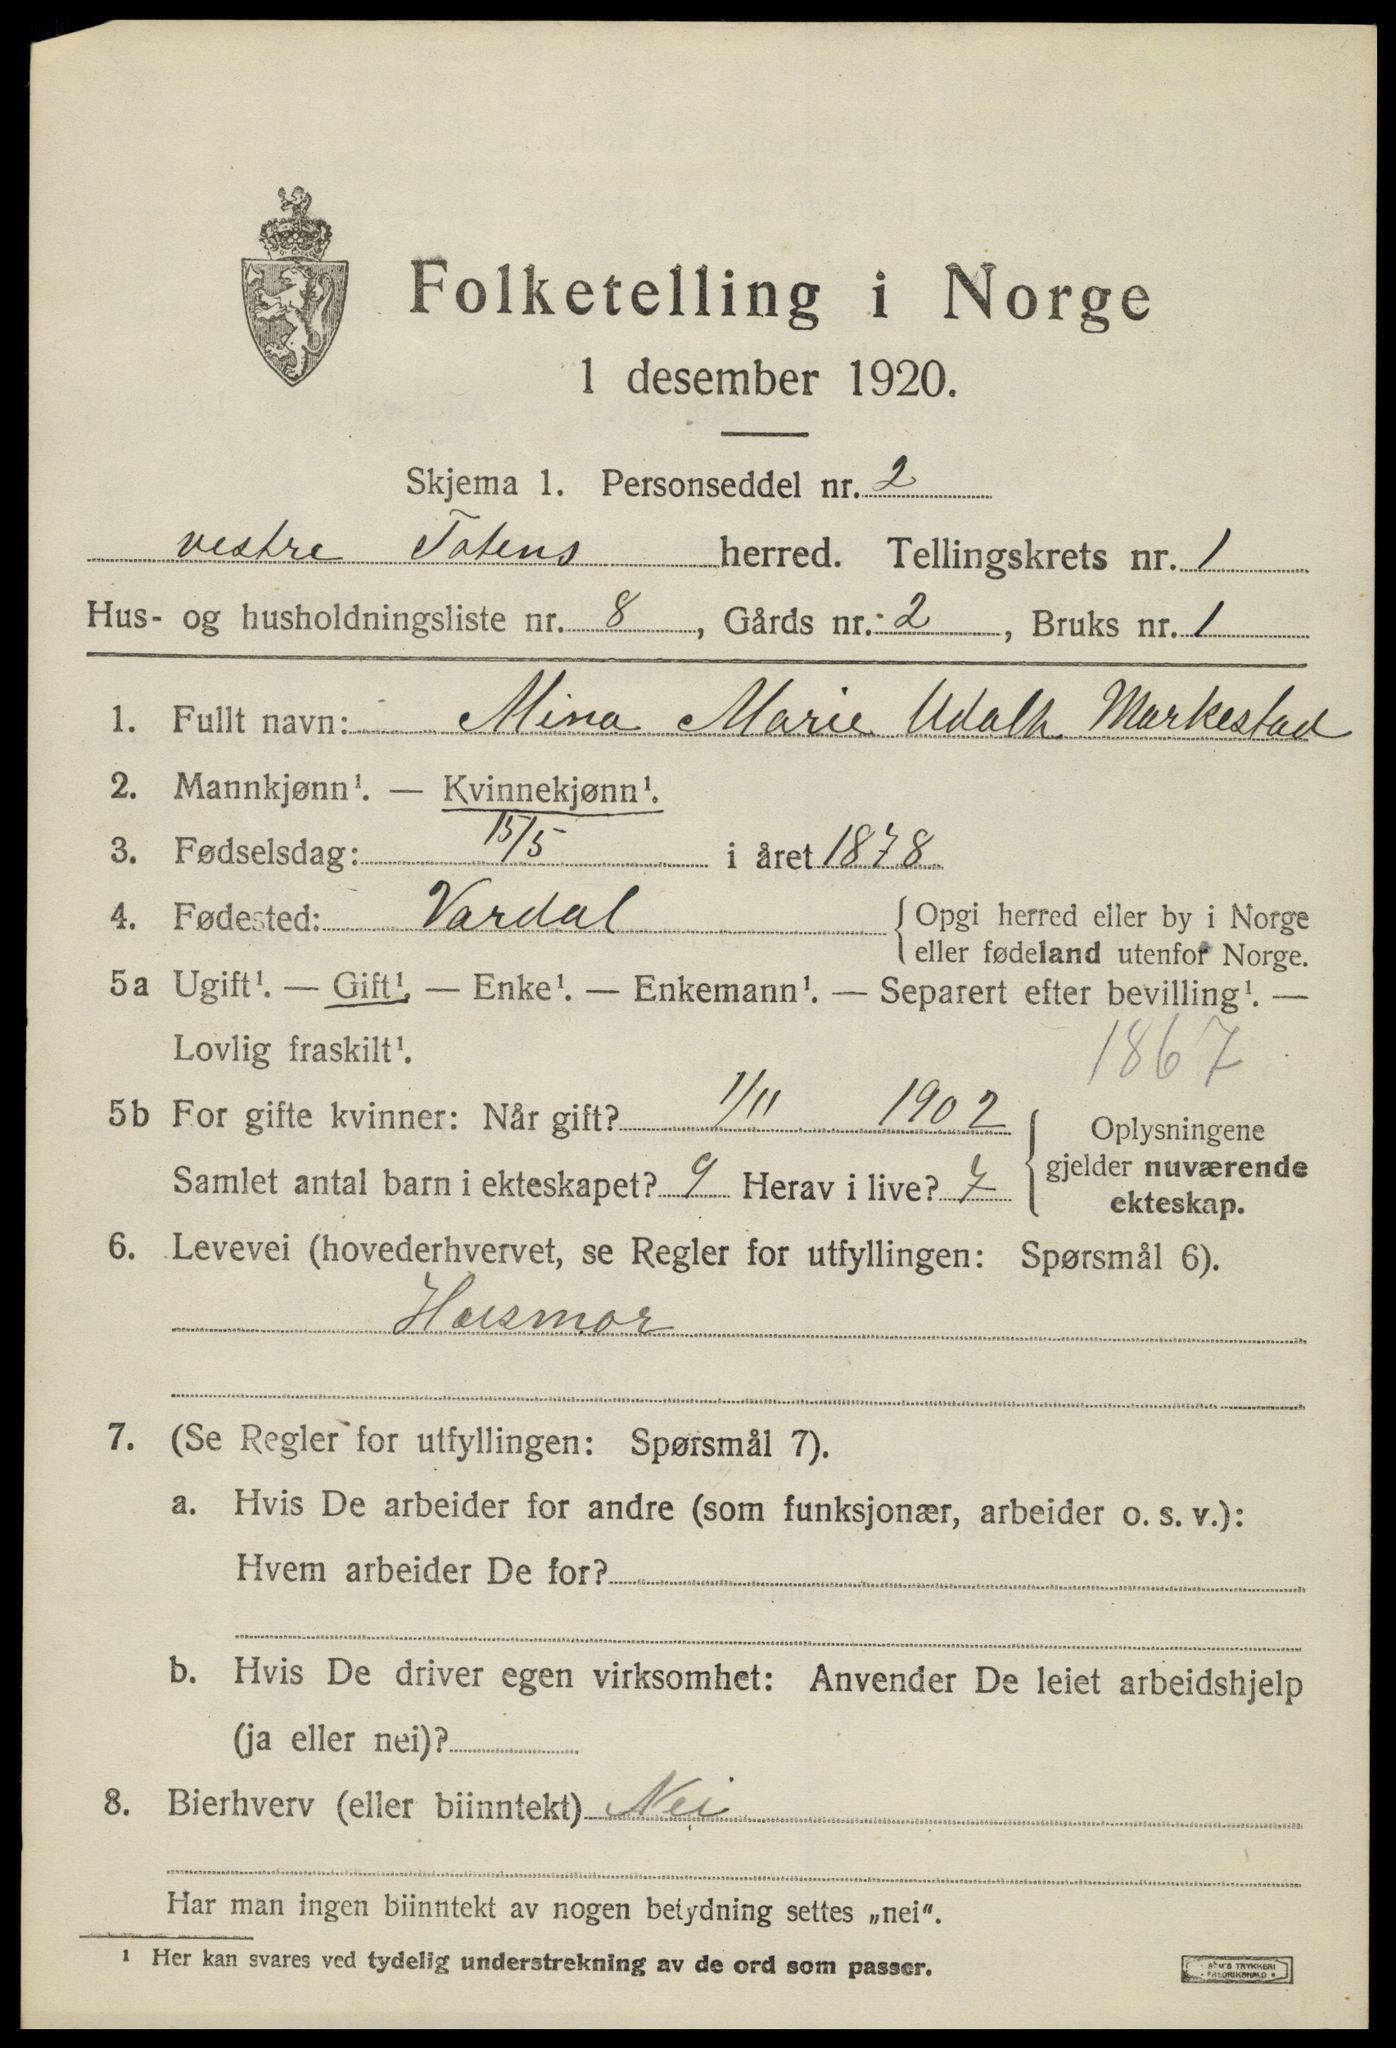 Folketelling i Norge
1 desember 1920.
Skjema 1. Personseddel nr. 2
vestre Totens herred. Tellingskrets nr. 1
Hus- og husholdningsliste nr. 8, Gårds nr. 2, Bruks nr. 1
1. Fullt navn: Mina Marie Markestad
2. Mannkjønn¹. — Kvinnekjønn¹.
3. Fødselsdag: 15/5 i året 1878
4. Fødested: Vardal { Opgi herred eller by i Norge
eller fødeland utenfor Norge.
5a Ugift¹. — Gift¹. — Enke¹. — Enkemann¹. — Separert efter bevilling¹. —
Lovlig fraskilt¹. 1867
5b For gifte kvinner: Når gift? 1/11 1902
Samlet antal barn i ekteskapet? 9 Herav i live? 7
Oplysningene
gjelder nuværende
ekteskap.
6. Levevei (hovederhvervet, se Regler for utfyllingen: Spørsmål 6).
Husmor
7. (Se Regler for utfyllingen: Spørsmål 7).
a. Hvis De arbeider for andre (som funksjonær, arbeider o. s. v.):
Hvem arbeider De for?
b. Hvis De driver egen virksomhet: Anvender De leiet arbeidshjelp
(ja eller nei)?
8. Bierhverv (eller biinntekt) Nei
Har man ingen biinntekt av nogen betydning settes „nei“.
¹ Her kan svares ved tydelig understrekning av de ord som passer.
TRYKKERI
FREDRIKSHALD